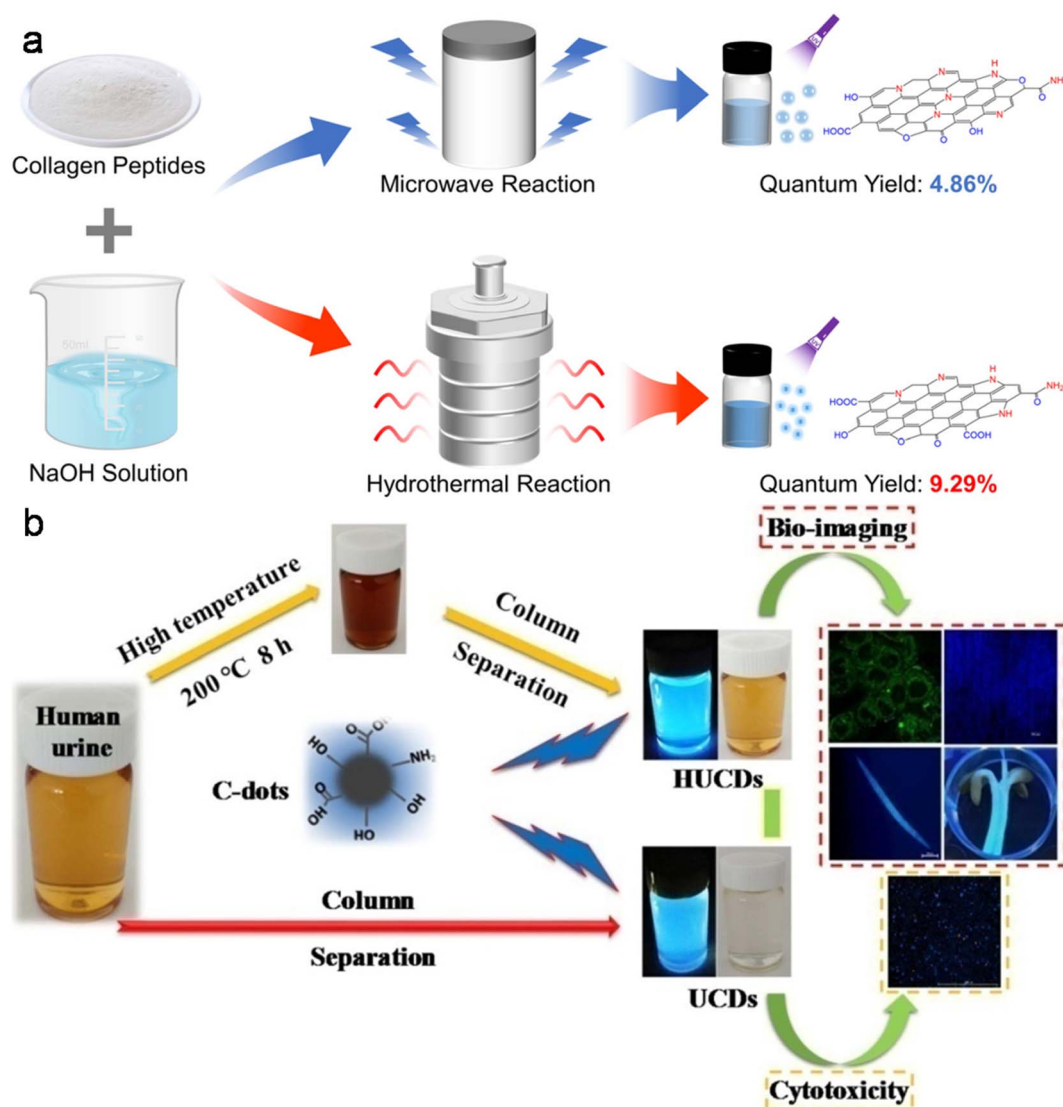 a
Collagen Peptides
NaOH Solution
50ml
Microwave Reaction
Hydrothermal Reaction
HO
HOOC
O
O
OH
N
N
N
N
N
H
O
O
Quantum Yield: 4.86%
HOOC
HO
O
O
COOH
N
N
H
NH
O
NH₂
Quantum Yield: 9.29%
b
Human
urine
High temperature
200 °C 8 h
Column
Separation
C-dots
HO
O
NH₂
OH
HO
OH
O
Column
Separation
HUCDs
UCDs
Bio-imaging
Cytotoxicity